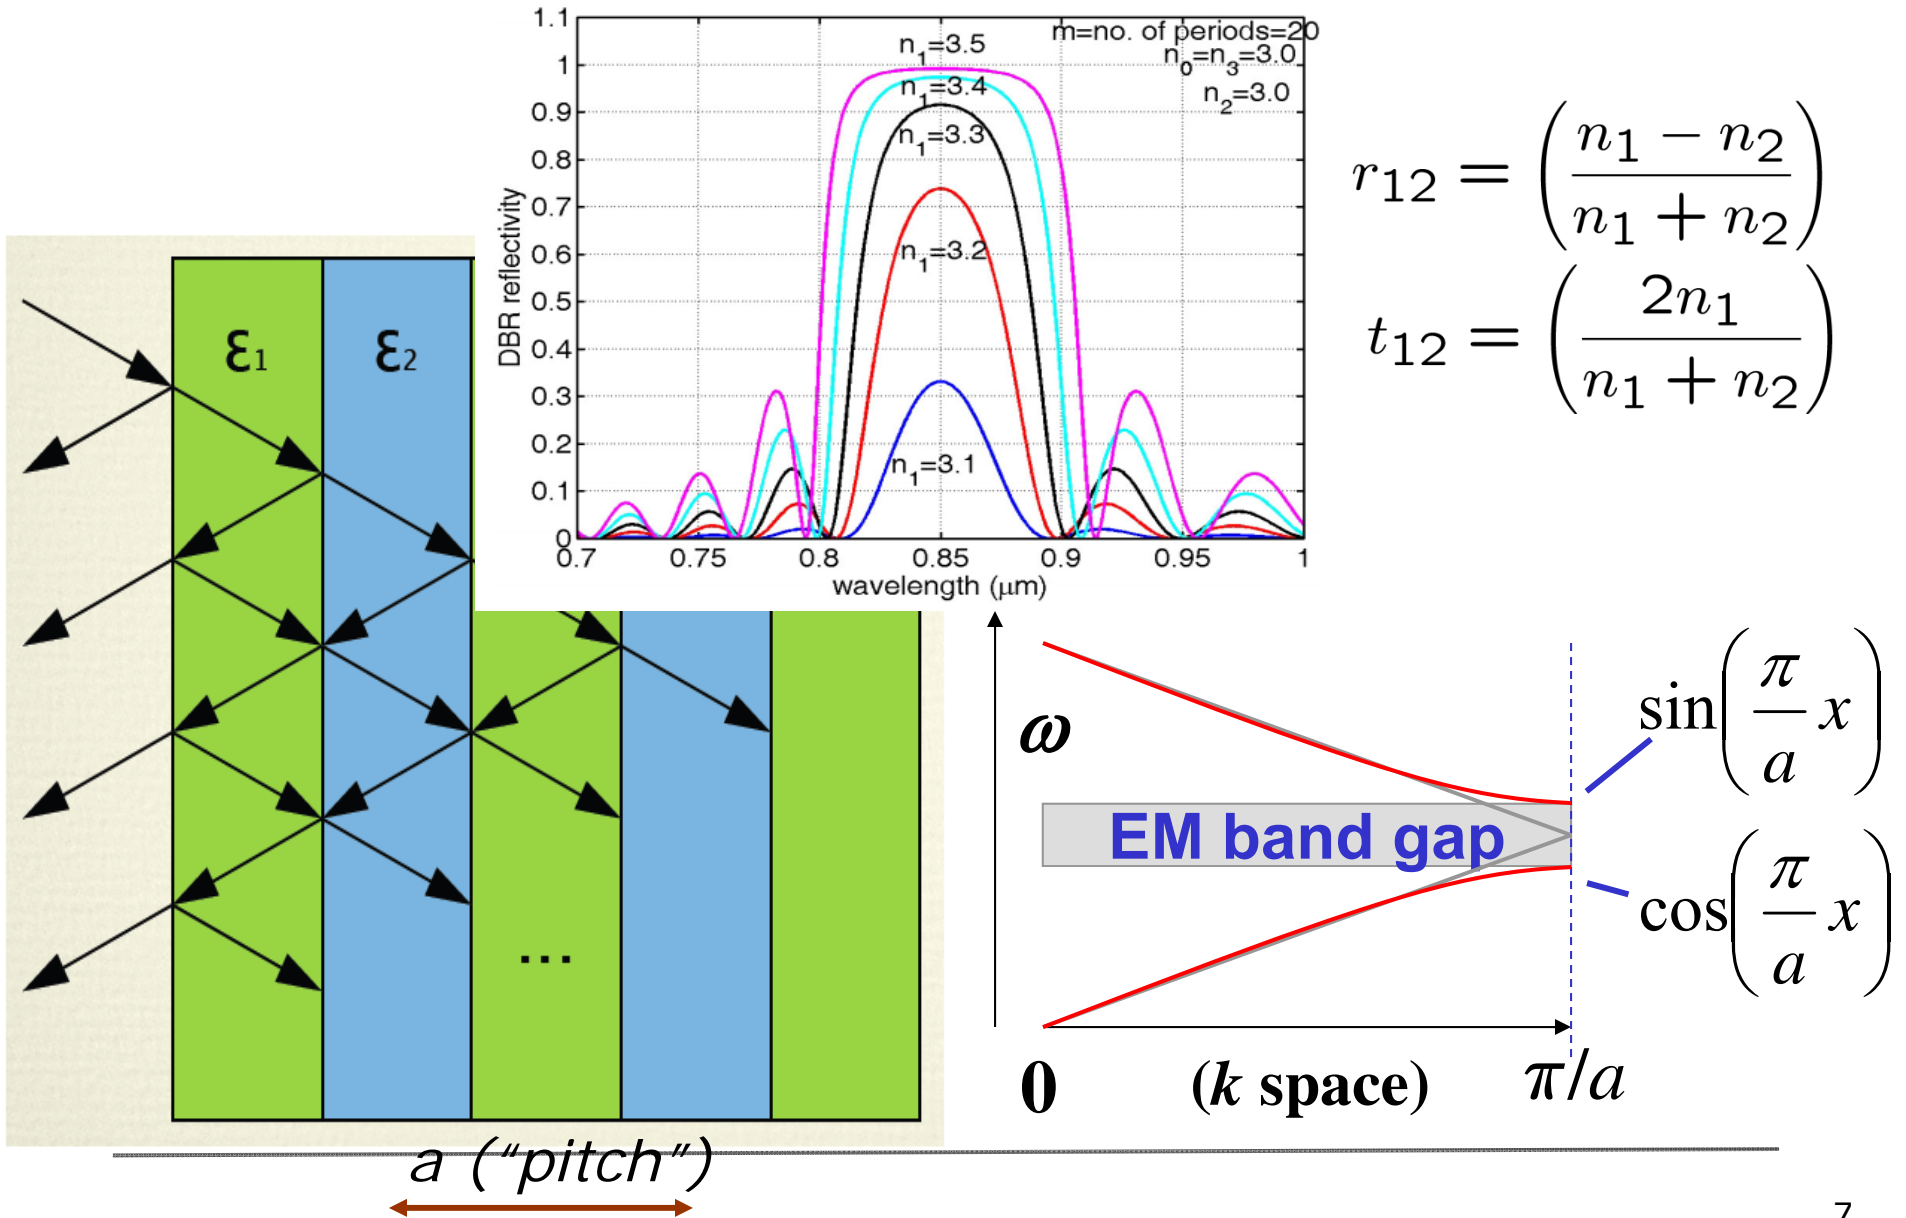 1.1
1
0.9
0.8
0.7
0.6
0.5
0.4
0.3
0.2
0.1
0
DBR reflectivity
m=no. of periods=20
n0=n3=3.0
n2=3.0
n1=3.5
n1=3.4
n1=3.3
n1=3.2
n1=3.1
0.7 0.75 0.8 0.85 0.9 0.95 1
wavelength (μm)
r12 = (n1 − n2 / n1 + n2)
t12 = (2n1 / n1 + n2)
ε1 ε2
...
a ("pitch")
ω
EM band gap
sin(π/a x)
cos(π/a x)
0 (k space) π/a
7